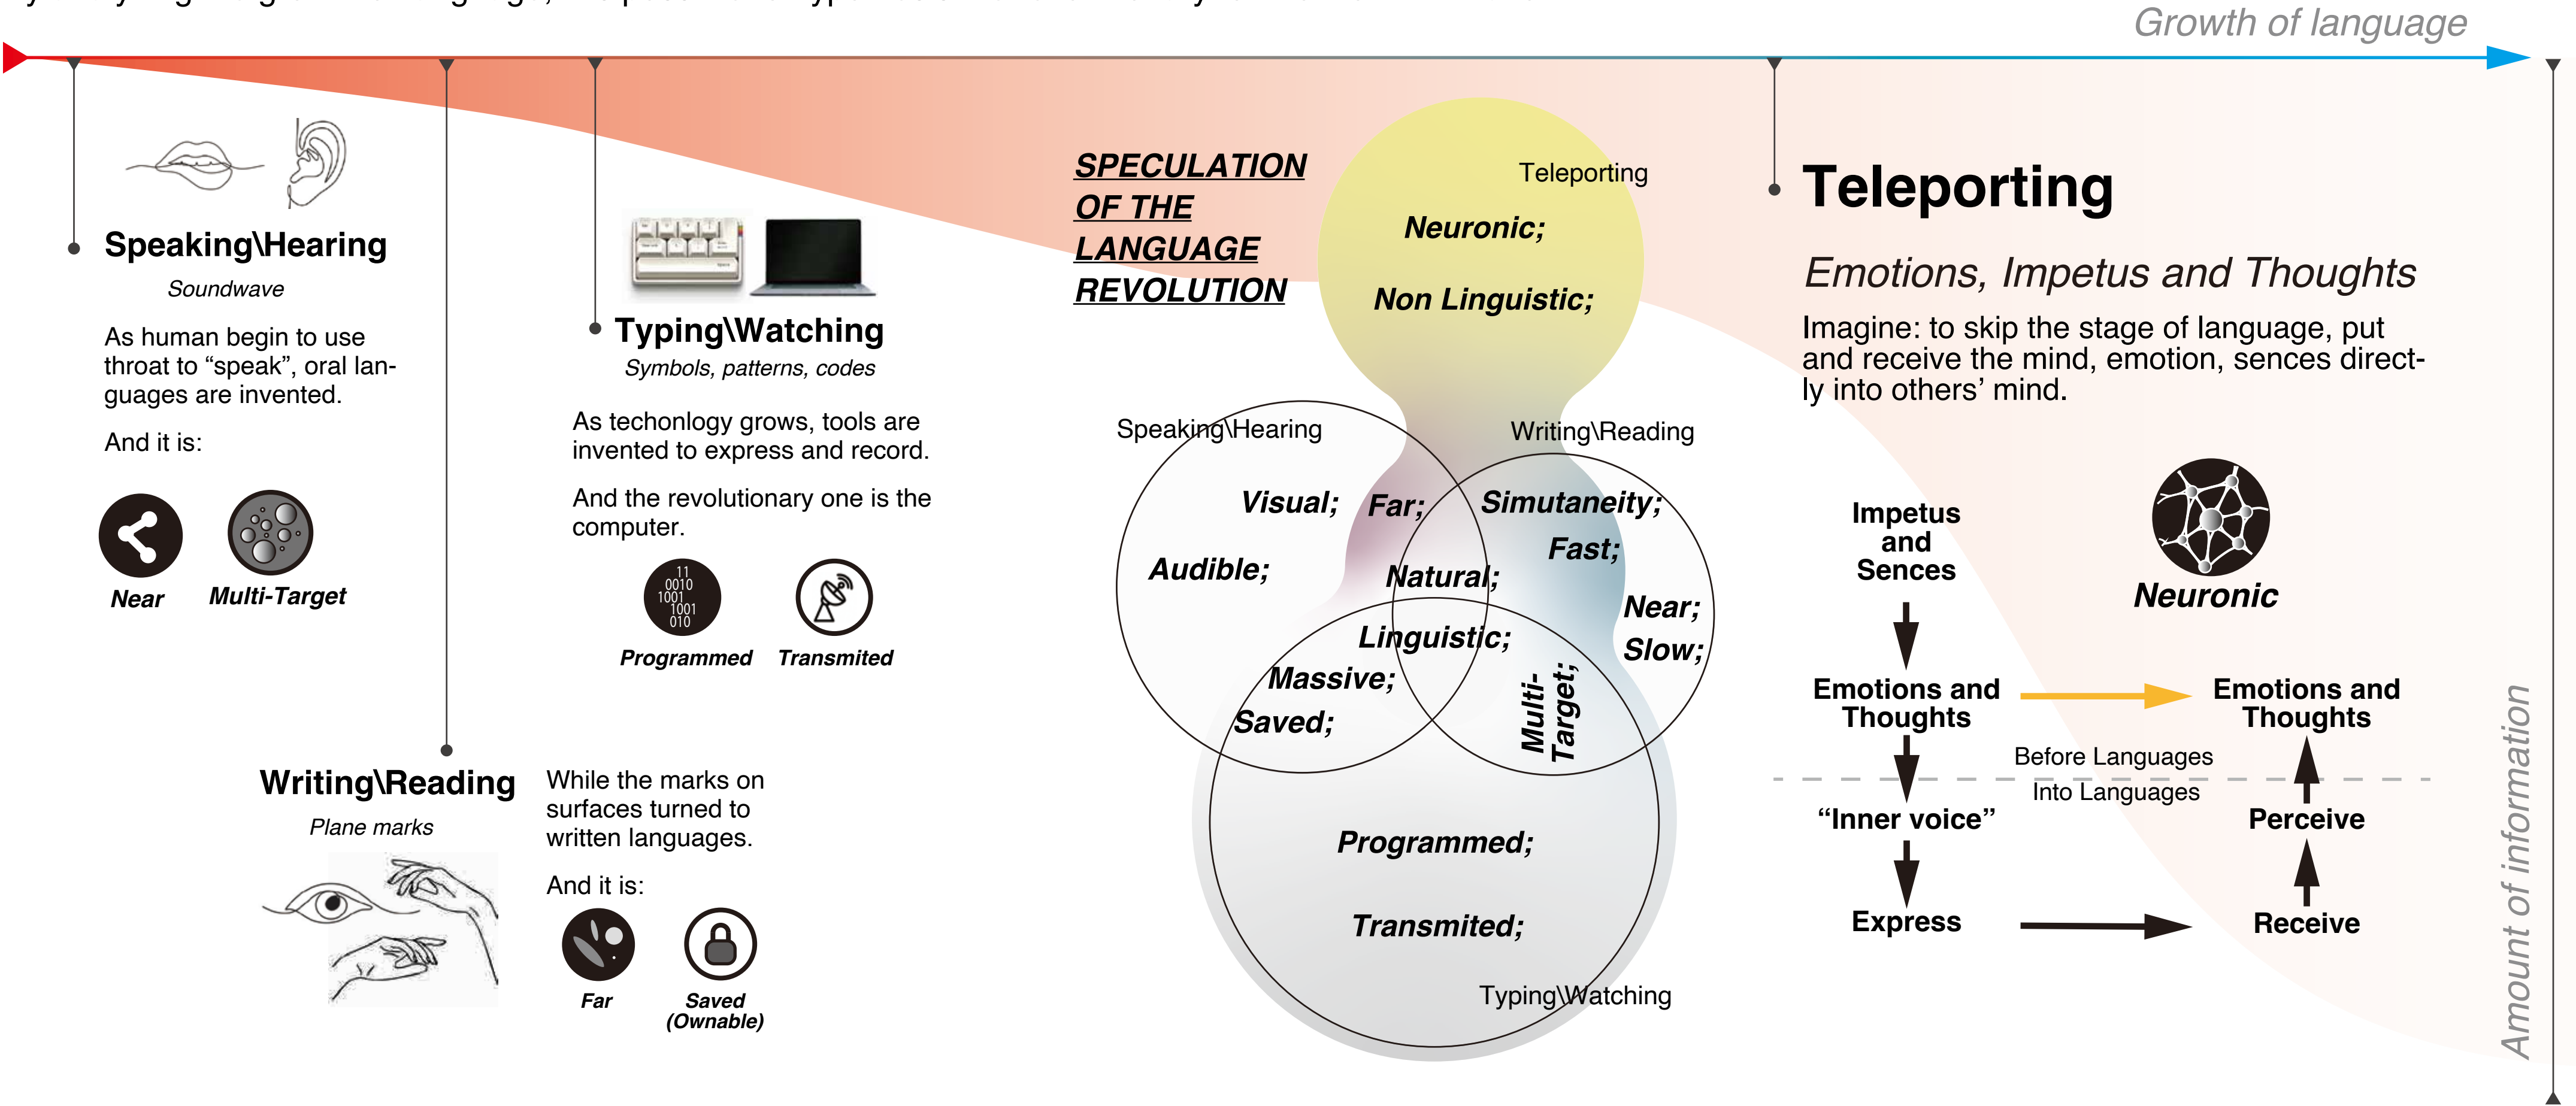 Growth of language
Speaking\Hearing
Soundwave
As human begin to use
throat to “speak”, oral lan-
guages are invented.
And it is:
Near
Multi-Target
Writing\Reading
Plane marks
While the marks on
surfaces turned to
written languages.
And it is:
Far
Saved
(Ownable)
Typing\Watching
Symbols, patterns, codes
As techonlogy grows, tools are
invented to express and record.
And the revolutionary one is the
computer.
11
0010
1001
1001
010
Programmed
Transmited
SPECULATION
OF THE
LANGUAGE
REVOLUTION
Teleporting
Neuronic;
Non Linguistic;
Speaking\Hearing
Writing\Reading
Visual;
Far;
Simutaneity;
Fast;
Audible;
Natural;
Near;
Slow;
Linguistic;
Massive;
Saved;
Multi-
Target;
Programmed;
Transmited;
Typing\Watching
Teleporting
Emotions, Impetus and Thoughts
Imagine: to skip the stage of language, put
and receive the mind, emotion, sences direct-
ly into others’ mind.
Impetus
and
Sences
Neuronic
Emotions and
Thoughts
Emotions and
Thoughts
Before Languages
Into Languages
“Inner voice”
Perceive
Express
Receive
Amount of information